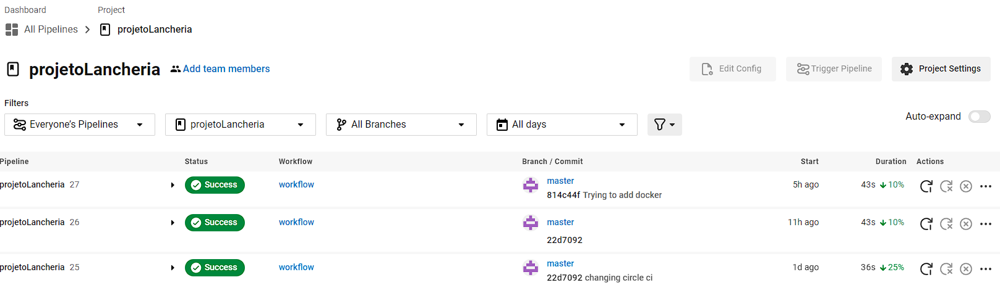 Dashboard Project
All Pipelines projetoLancheria
projetoLancheria Add team members Edit Config Trigger Pipeline Project Settings
Filters
Everyone’s Pipelines projetoLancheria All Branches All days Auto-expand
Pipeline Status Workflow Branch / Commit Start Duration Actions
projetoLancheria 27 Success workflow master 5h ago 43s 10%
814c44f Trying to add docker
projetoLancheria 26 Success workflow master 11h ago 43s 10%
22d7092
projetoLancheria 25 Success workflow master 1d ago 36s 25%
22d7092 changing circle ci